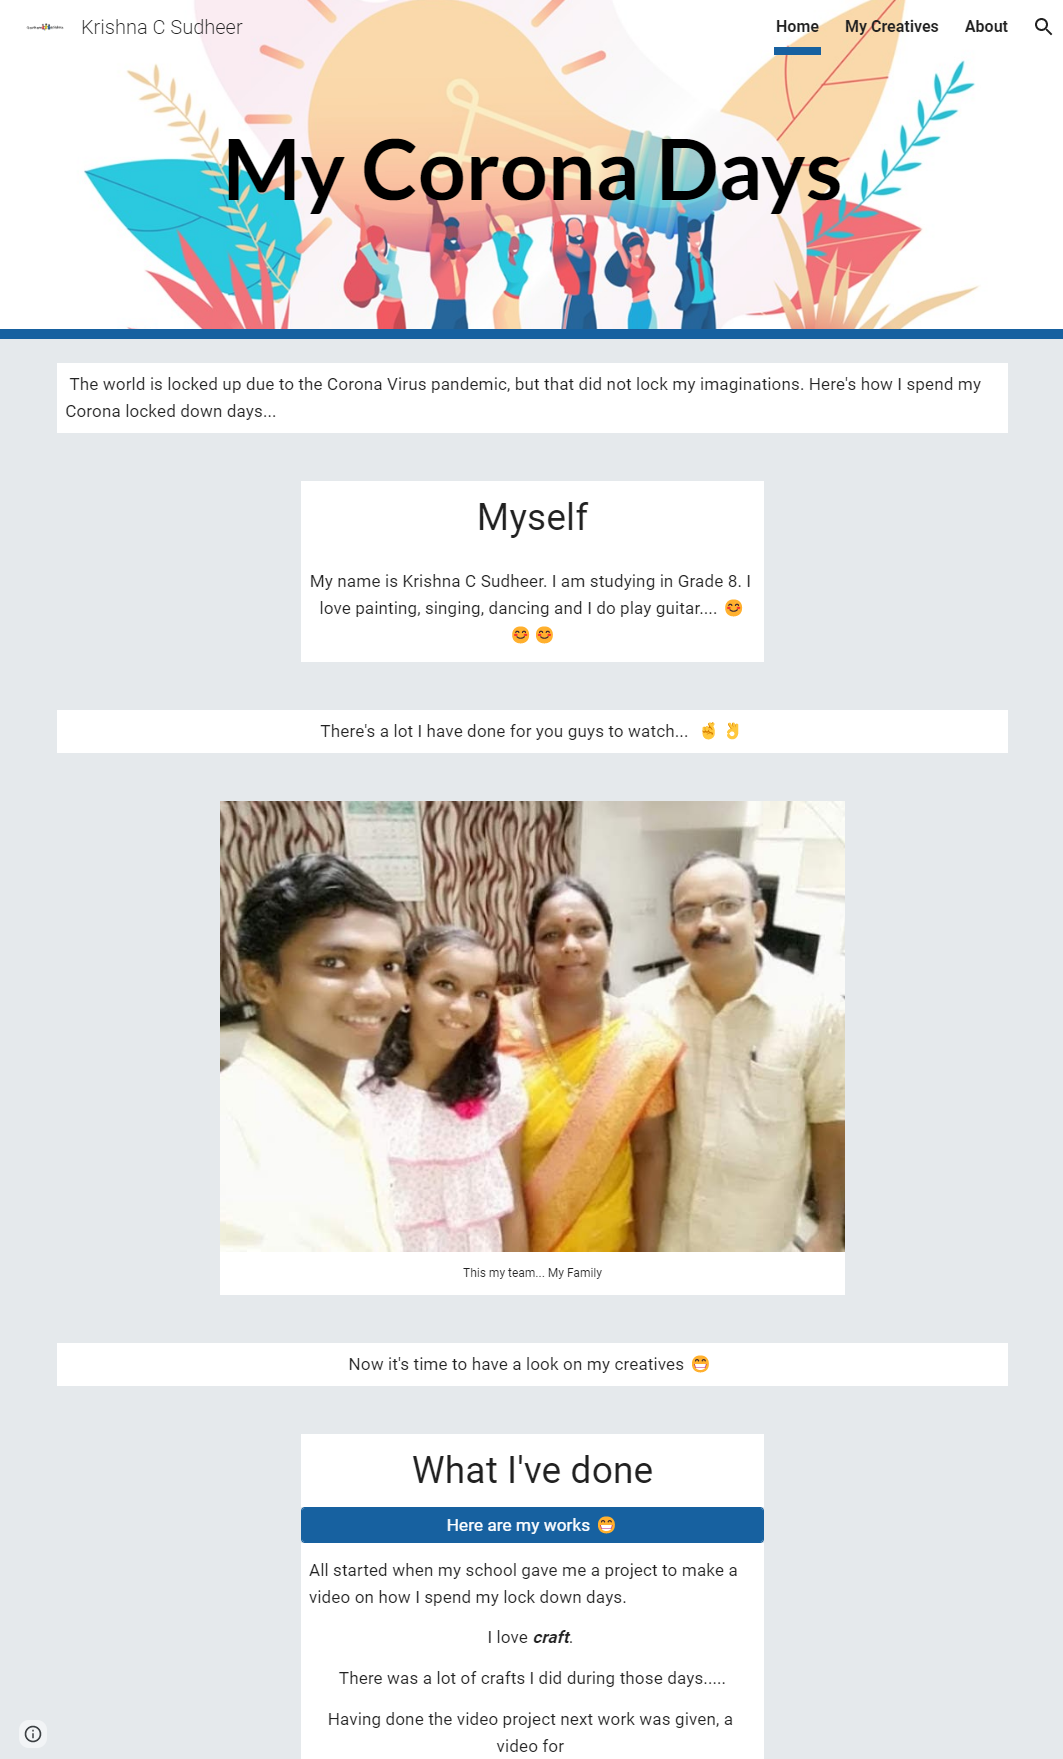 Krishna C Sudheer
Home
My Creatives
About
My Corona Days
The world is locked up due to the Corona Virus pandemic, but that did not lock my imaginations. Here's how I spend my
Corona locked down days...
Myself
My name is Krishna C Sudheer. I am studying in Grade 8. I
love painting, singing, dancing and I do play guitar.... 😊
😊 😊
There's a lot I have done for you guys to watch... ✌ 👌
This my team... My Family
Now it's time to have a look on my creatives 😁
What I've done
Here are my works 😁
All started when my school gave me a project to make a
video on how I spend my lock down days.
I love craft.
There was a lot of crafts I did during those days.....
Having done the video project next work was given, a
video for